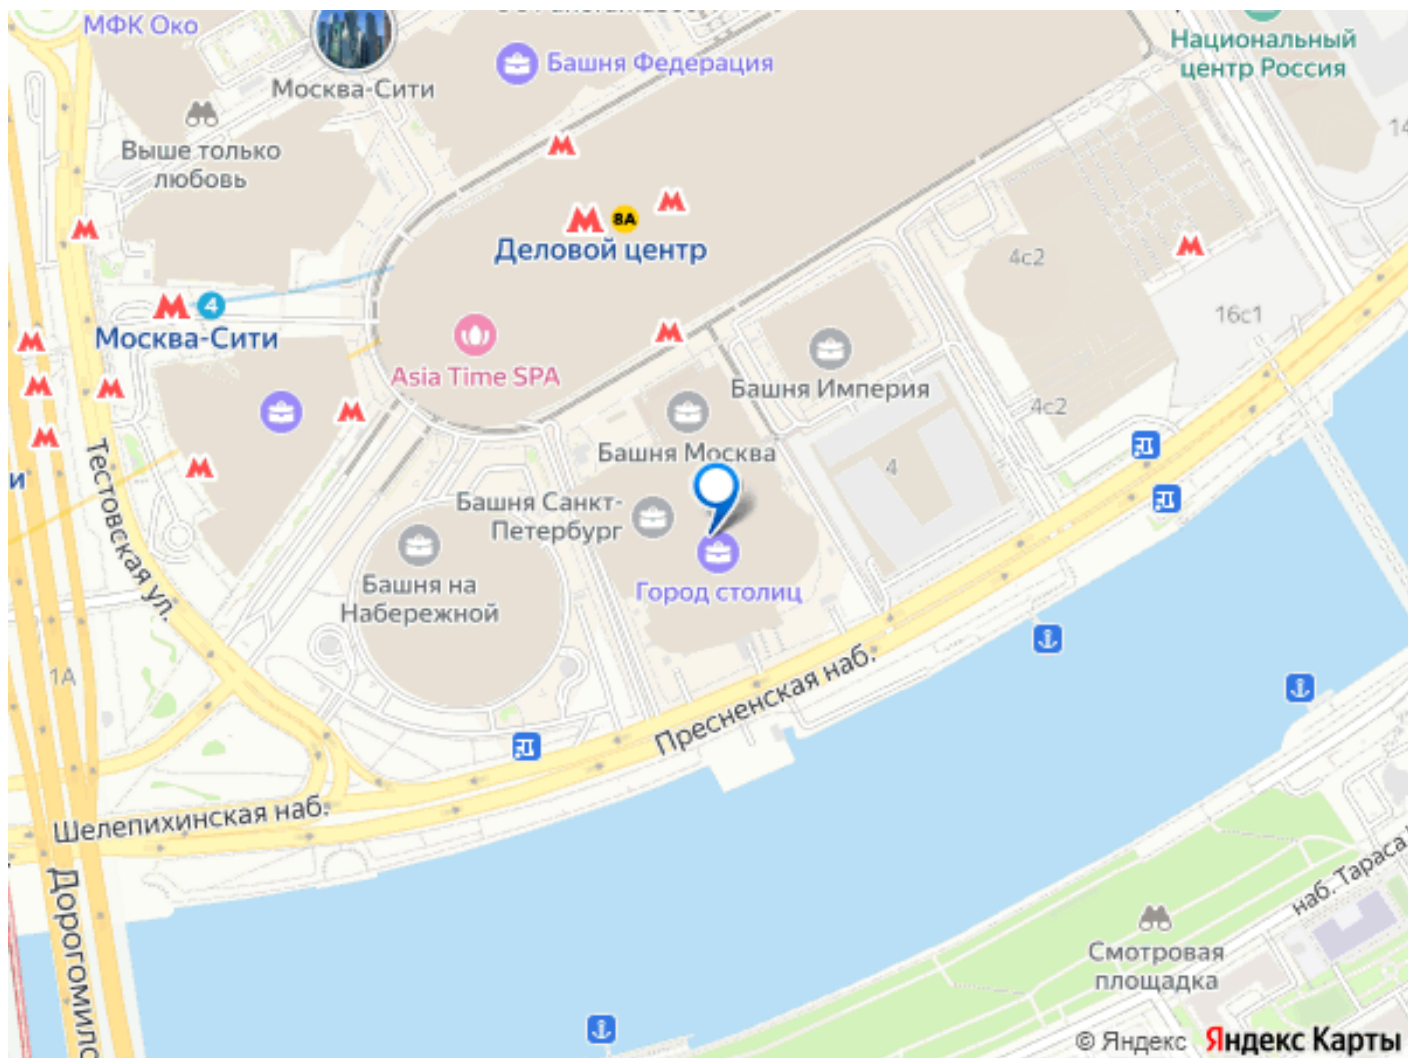 МФК Око
Москва-Сити
Башня Федерация
Национальный
центр Россия
14
Выше только
любовь
М
М
М
М 8А
Деловой центр
М
4с2
М 4
Москва-Сити
16с1
М
М
Asia Time SPA
Башня Империя
М
М
М
М
4с2
Башня Москва
М
М
и
4
Тестовская ул.
Башня Санкт-
Петербург
Башня на
Набережной
Город столиц
1А
Пресненская наб.
Шелепихинская наб.
Дорогомило
наб. Тараса
Смотровая
площадка
© Яндекс Яндекс Карты